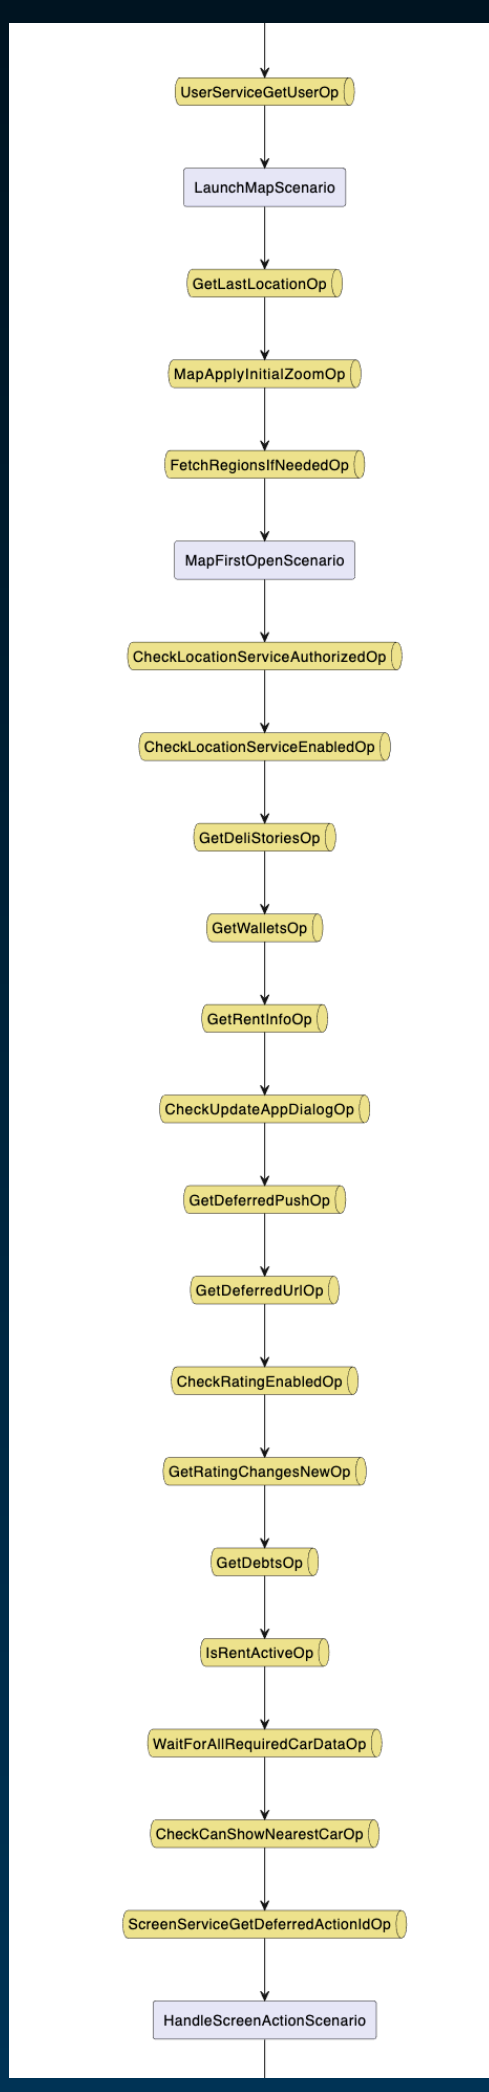 UserServiceGetUserOp
LaunchMapScenario
GetLastLocationOp
MapApplyInitialZoomOp
FetchRegionsIfNeededOp
MapFirstOpenScenario
CheckLocationServiceAuthorizedOp
CheckLocationServiceEnabledOp
GetDeliStoriesOp
GetWalletsOp
GetRentInfoOp
CheckUpdateAppDialogOp
GetDeferredPushOp
GetDeferredUrlOp
CheckRatingEnabledOp
GetRatingChangesNewOp
GetDebtsOp
IsRentActiveOp
WaitForAllRequiredCarDataOp
CheckCanShowNearestCarOp
ScreenServiceGetDeferredActionIdOp
HandleScreenActionScenario